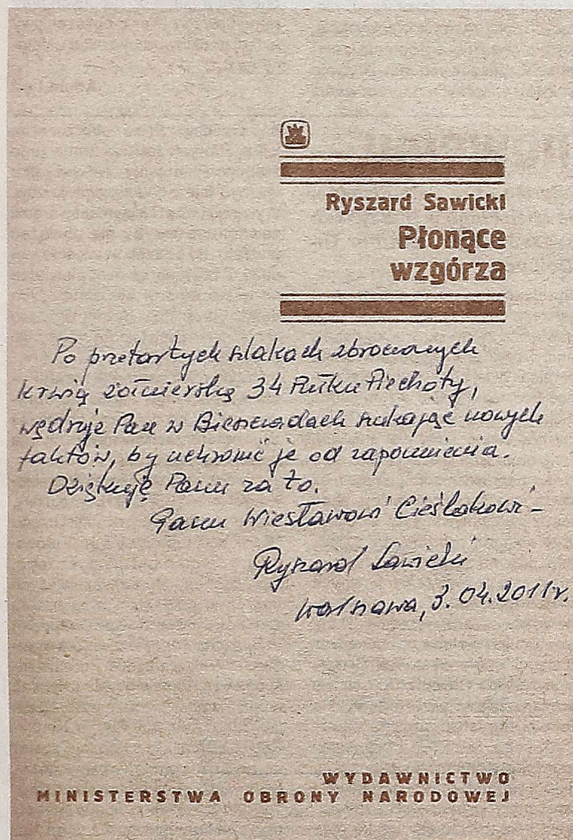 Ryszard Sawicki
Płonące
wzgórza
Po przetartych szlakach zbroczonych
krwią żołnierską 34 Pułku Piechoty,
wędruje Pan w Bieszczadach szukając nowych
faktów, by uchronić je od zapomnienia.
Dziękuję Panu za to.
Panu Wiesławowi Cieślakowi –
Ryszard Sawicki
Warszawa, 3.04.2011r.
WYDAWNICTWO
MINISTERSTWA OBRONY NARODOWEJ